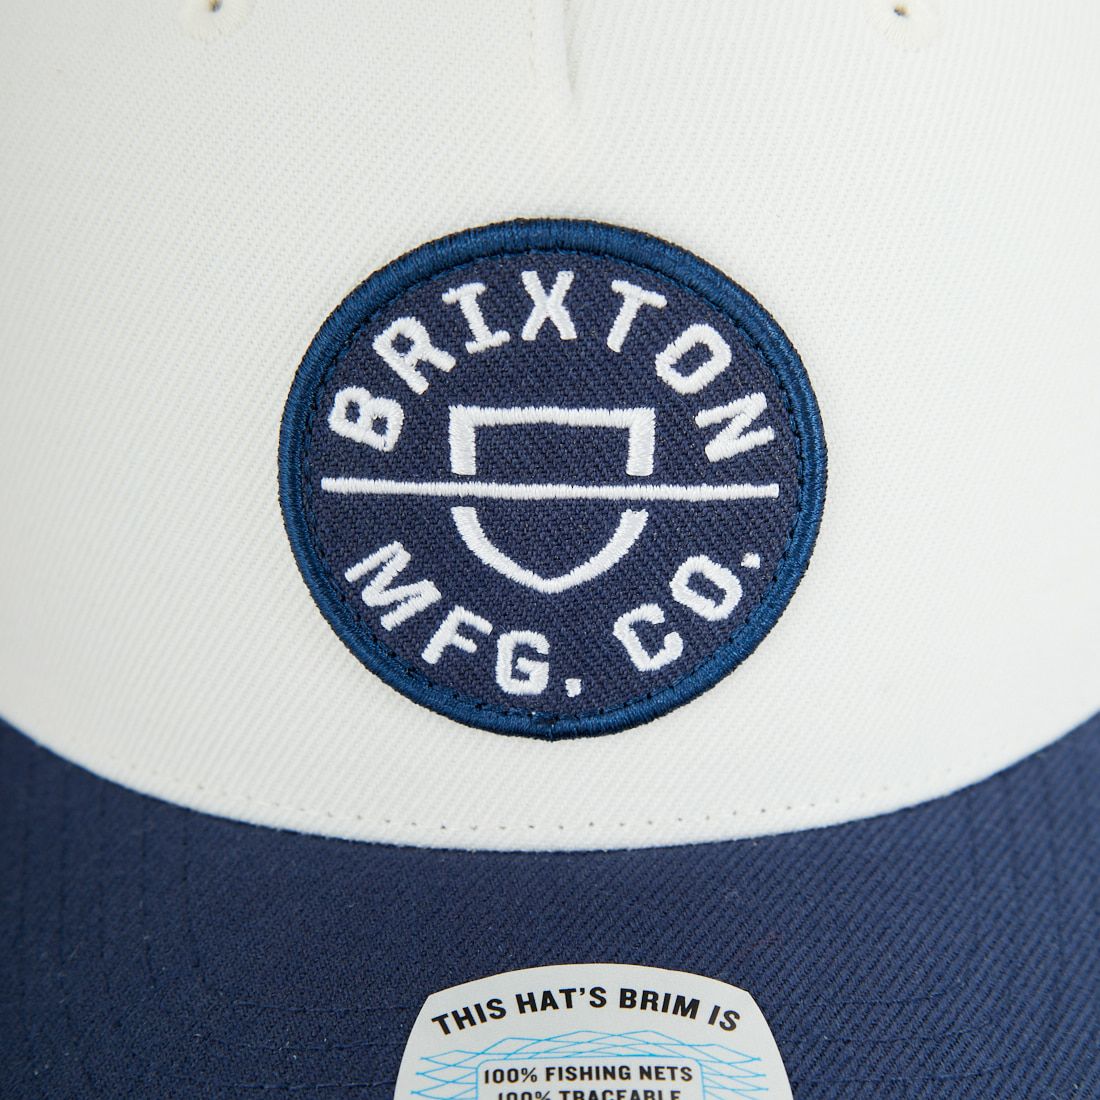 BRIXTON
MFG. CO.
THIS HAT'S BRIM IS
100% FISHING NETS
100% TRACEABLE